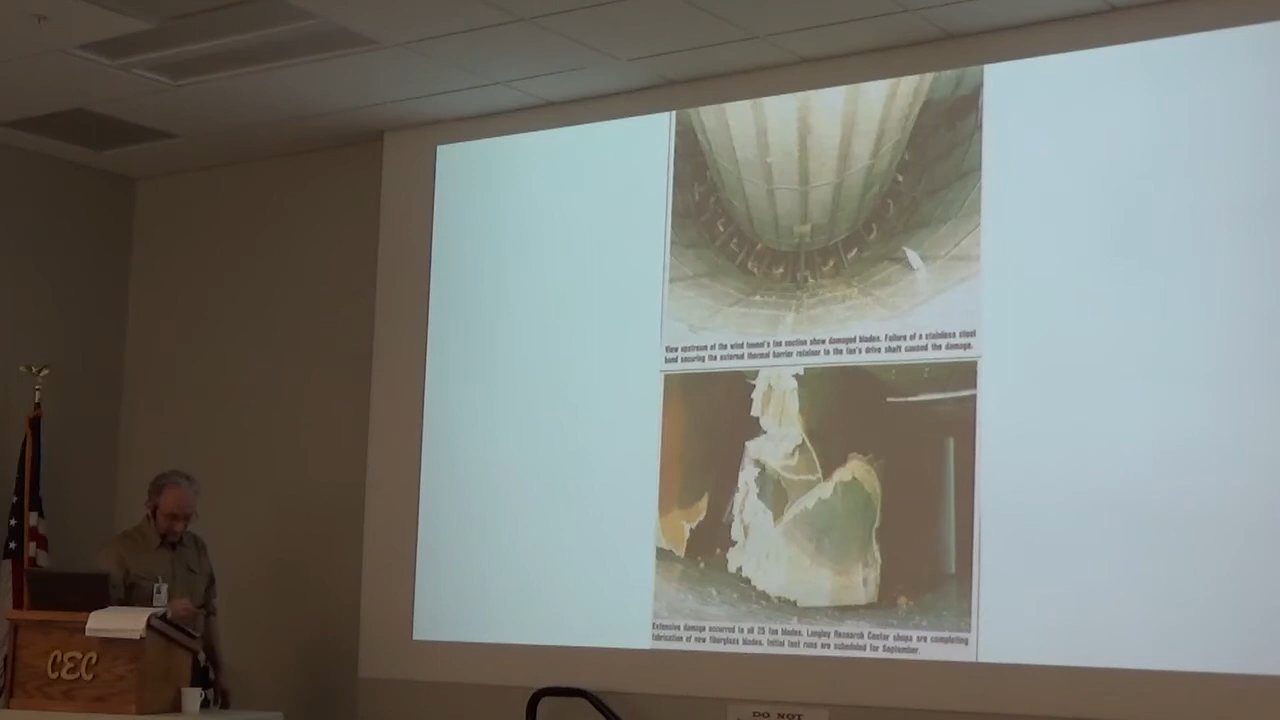 View upstream of the wind tunnel's fan section show damaged blades. Failure of a stainless steel
band securing the external thermal barrier retainer to the fan's drive shaft caused the damage.
Extensive damage occurred to all 25 fan blades. Langley Research Center shops are completing
fabrication of new fiberglass blades. Initial test runs are scheduled for September.
CEC
DO NOT